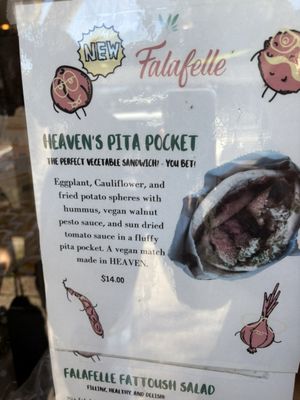 NEW
Falafelle
HEAVEN'S PITA POCKET
THE PERFECT VEGETABLE SANDWICH? - YOU BET!
Eggplant, Cauliflower, and
fried potato spheres with
hummus, vegan walnut
pesto sauce, and sun dried
tomato sauce in a fluffy
pita pocket. A vegan match
made in HEAVEN.
$14.00
FALAFELLE FATTOUSH SALAD
FILLING, HEALTHY, AND DELISH!